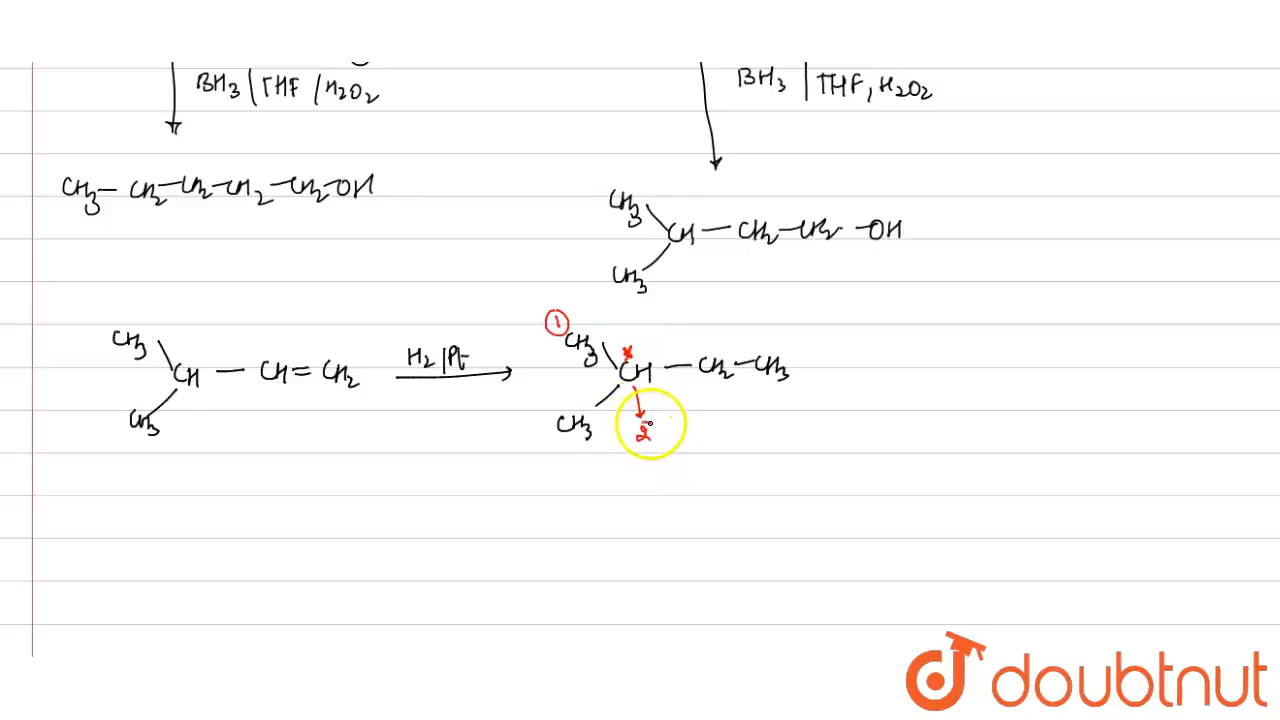 BH3 | THF / H2O2
BH3 | THF, H2O2
CH3 — CH2 — CH2 — CH2 — CH2 — OH
CH3
CH — CH2 — CH2 — OH
CH3
CH3
CH — CH = CH2
CH3
H2 | Pt
1
CH3
*
CH — CH2 — CH3
CH3
2
doubtnut